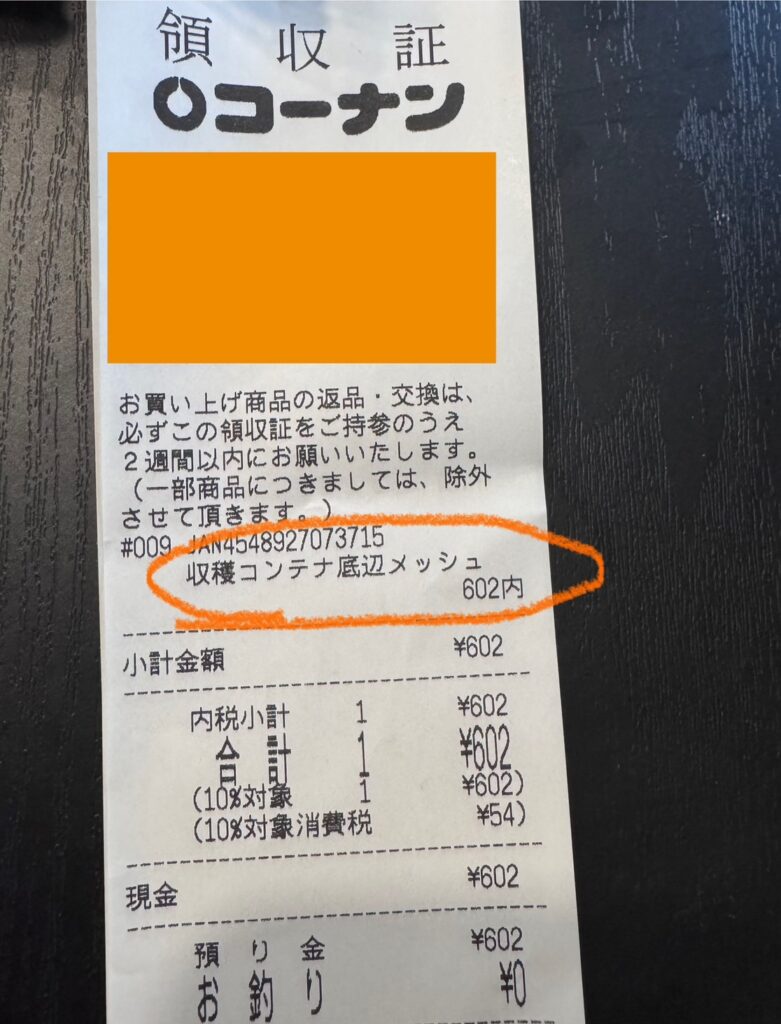 領収証
コーナン
お買い上げ商品の返品・交換は、
必ずこの領収証をご持参のうえ
２週間以内にお願いいたします。
（一部商品につきましては、除外
させて頂きます。）
#009 JAN4548927073715
収穫コンテナ底辺メッシュ
602内
小計金額 ¥602
内税小計 1 ¥602
合計 1 ¥602
(10%対象 1 ¥602)
(10%対象消費税 ¥54)
現金 ¥602
預り金 ¥602
お釣り ¥0